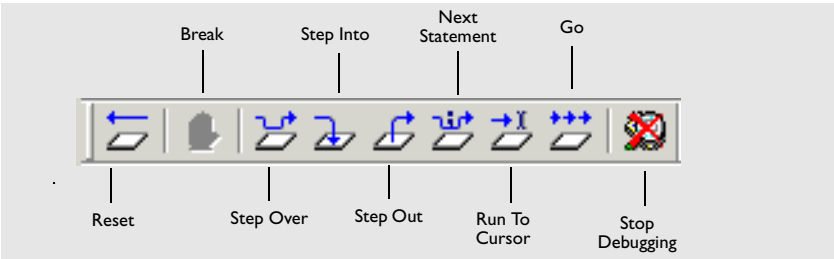 Break
Step Into
Next
Statement
Go
Reset
Step Over
Step Out
Run To
Cursor
Stop
Debugging